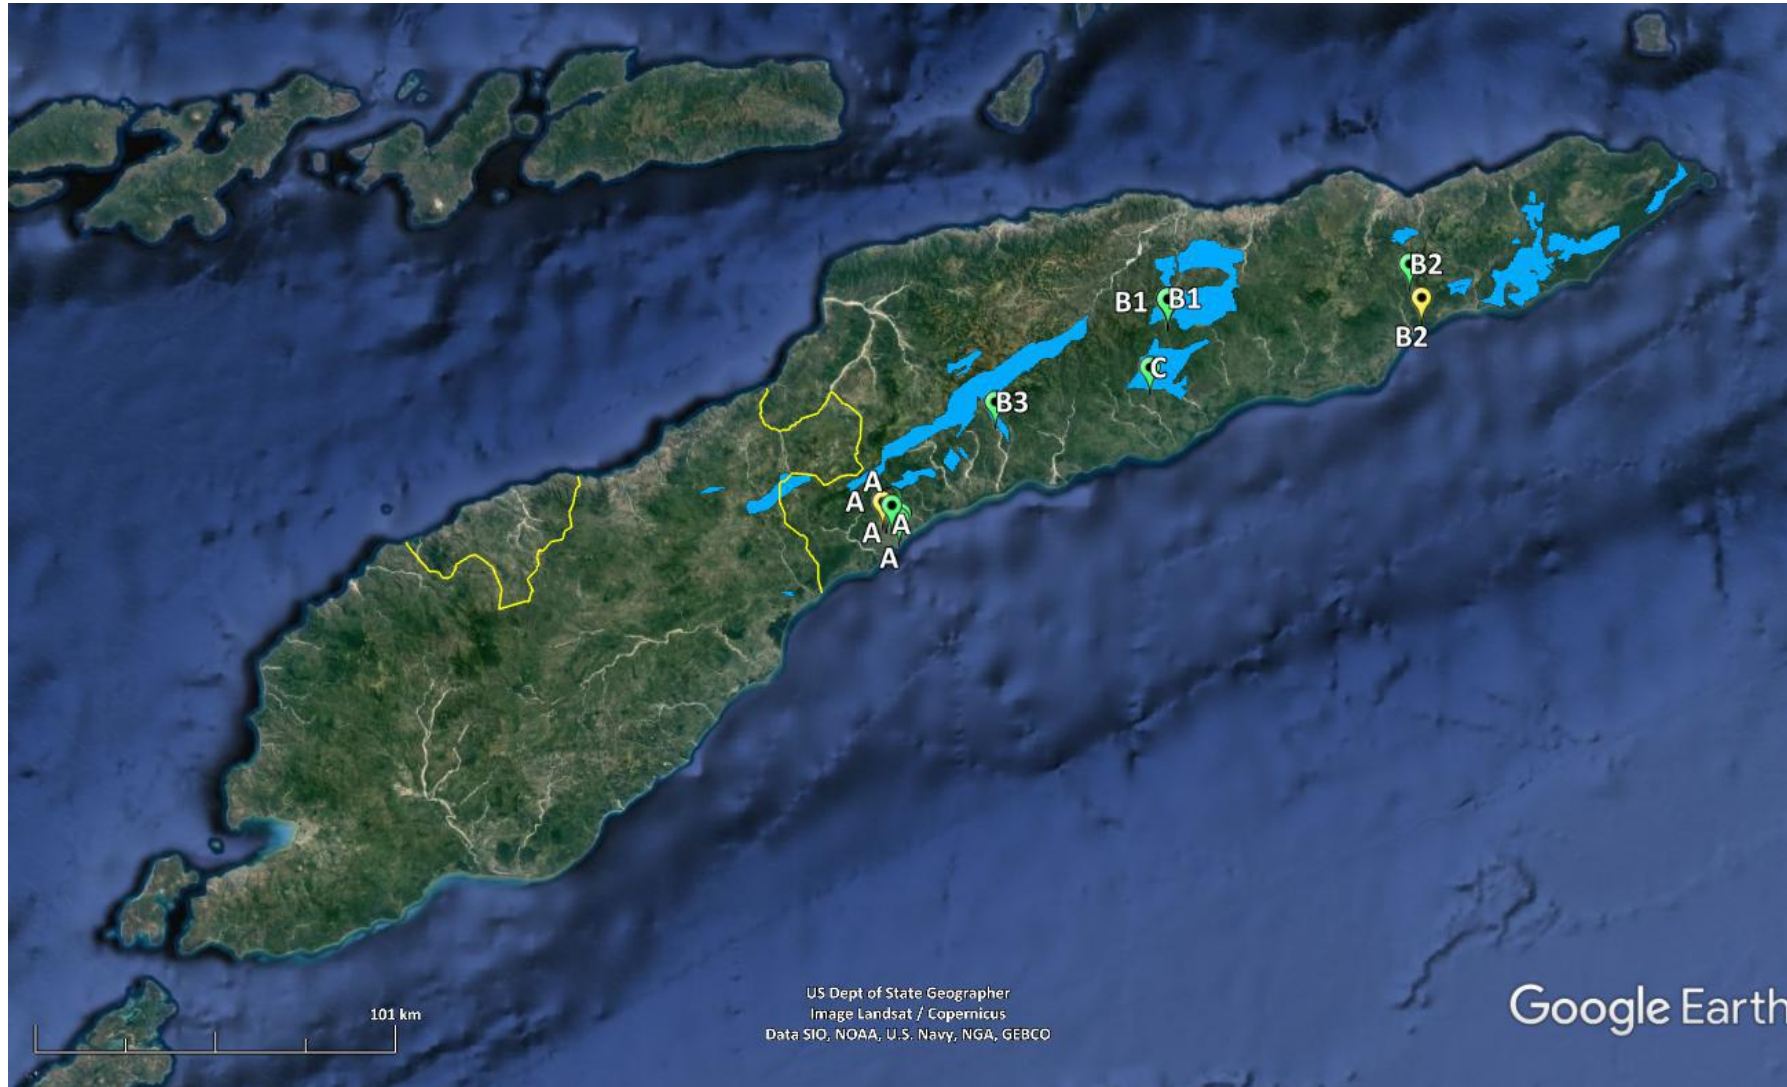 B2
B1
B1
B2
C
B3
A
A
A
A
A
101 km
US Dept of State Geographer
Image Landsat / Copernicus
Data SIO, NOAA, U.S. Navy, NGA, GEBCO
Google Earth